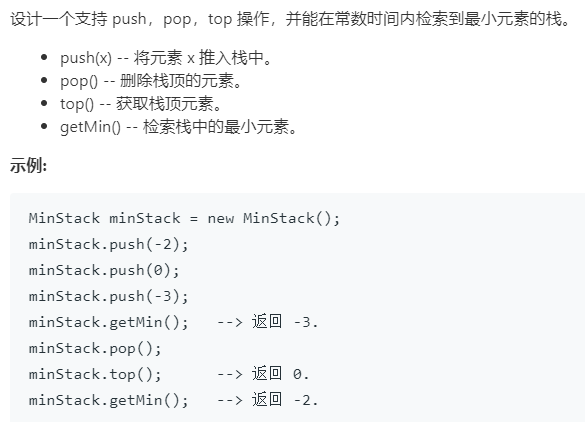 设计一个支持 push，pop，top 操作，并能在常数时间内检索到最小元素的栈。
push(x) -- 将元素 x 推入栈中。
pop() -- 删除栈顶的元素。
top() -- 获取栈顶元素。
getMin() -- 检索栈中的最小元素。
示例:
MinStack minStack = new MinStack();
minStack.push(-2);
minStack.push(0);
minStack.push(-3);
minStack.getMin();   --> 返回 -3.
minStack.pop();
minStack.top();      --> 返回 0.
minStack.getMin();   --> 返回 -2.